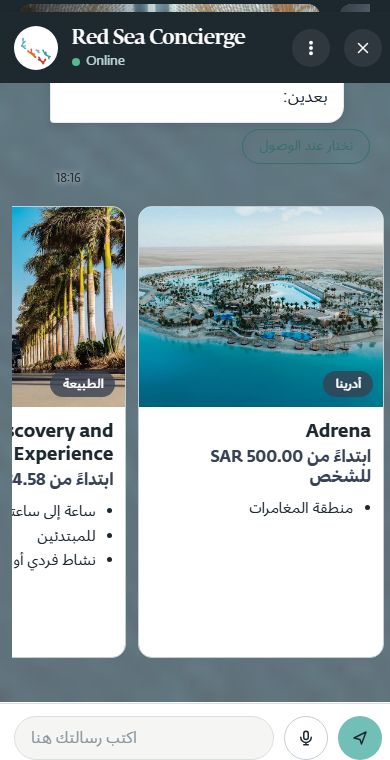 Red Sea Concierge
Online
بعدين:
نختار عند الوصول
18:16
أدرينا
Adrena
ابتداءً من SAR 500.00
للشخص
منطقة المغامرات
الطبيعة
scovery and
Experience
ابتداءً من 4.58
ساعة إلى ساعت
للمبتدئين
نشاط فردي أو
اكتب رسالتك هنا